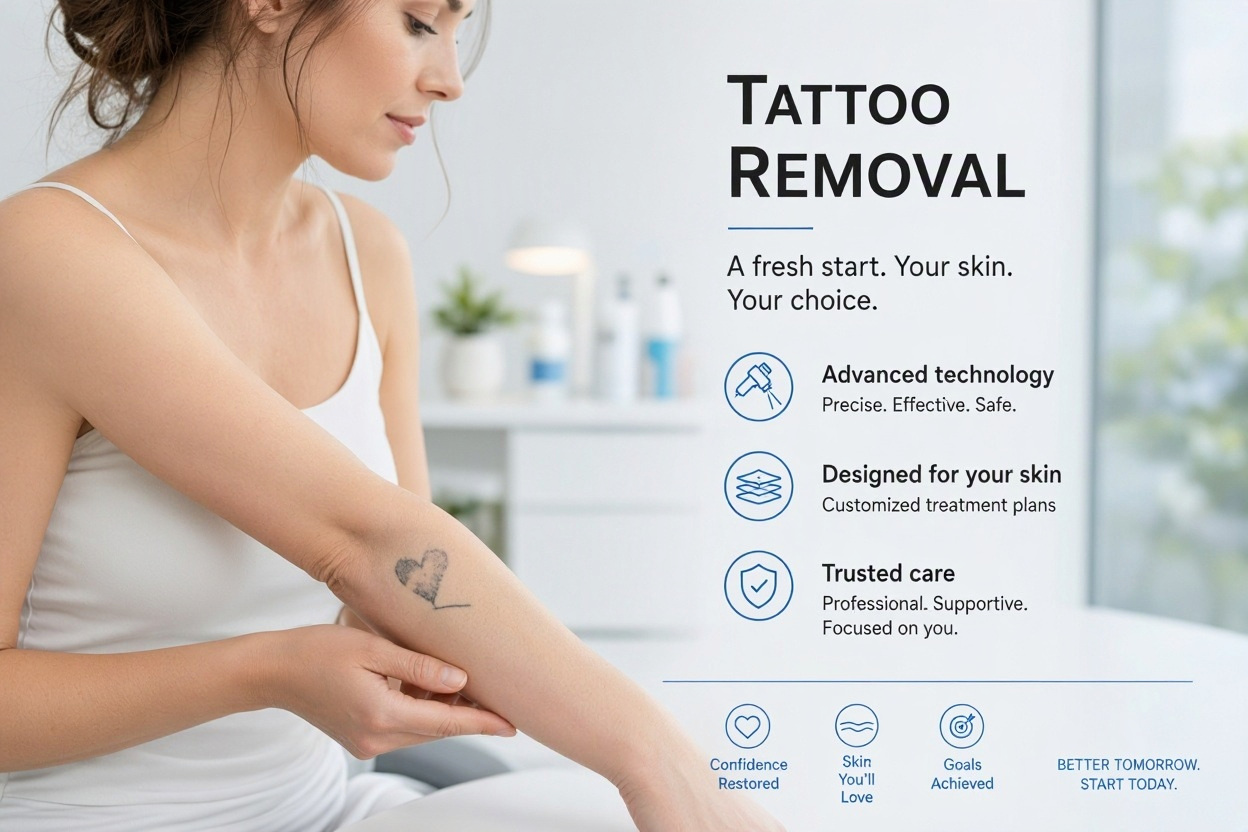 TATTOO
REMOVAL
A fresh start. Your skin.
Your choice.
Advanced technology
Precise. Effective. Safe.
Designed for your skin
Customized treatment plans
Trusted care
Professional. Supportive.
Focused on you.
Confidence
Restored
Skin
You'll
Love
Goals
Achieved
BETTER TOMORROW.
START TODAY.